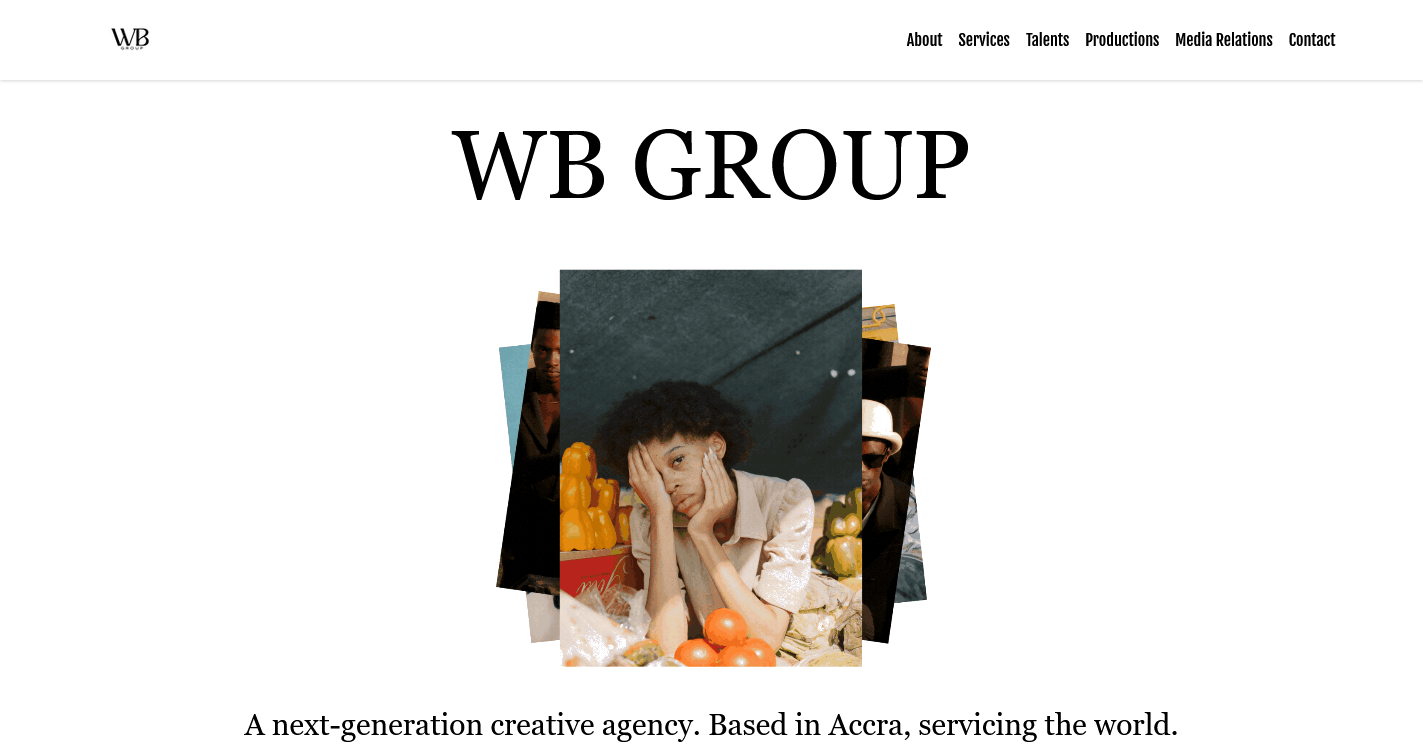 WB
GROUP
About Services Talents Productions Media Relations Contact
WB GROUP
A next-generation creative agency. Based in Accra, servicing the world.